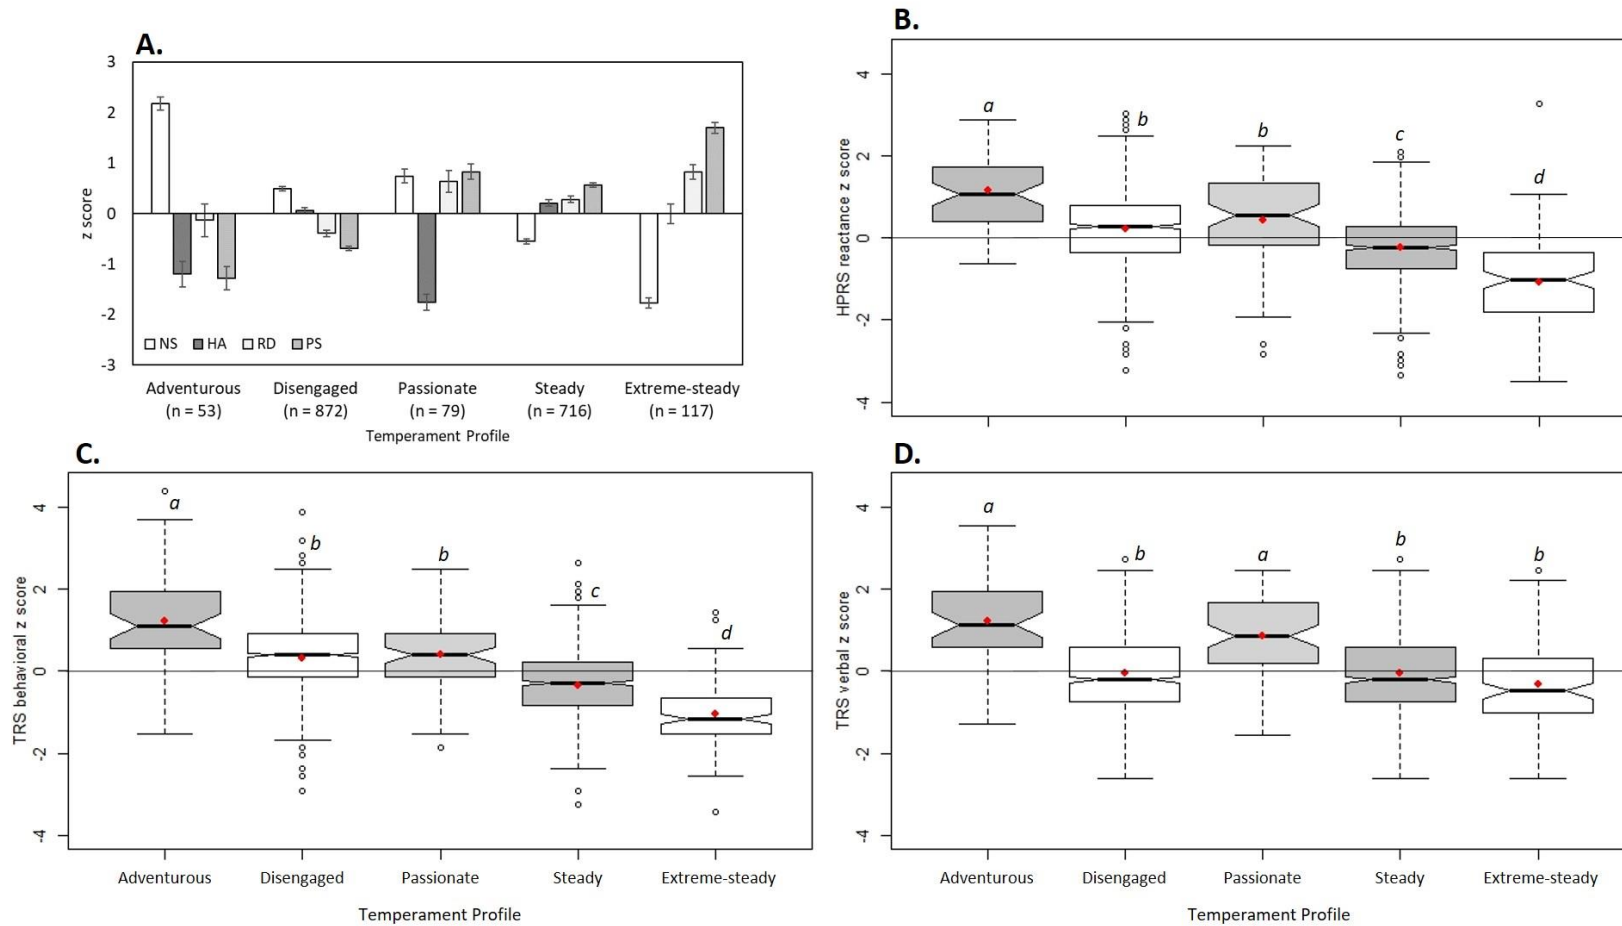 A.
3
2
1
0
-1
-2
-3
z score
NS HA RD PS
Adventurous Disengaged Passionate Steady Extreme-steady
(n = 53) (n = 872) (n = 79) (n = 716) (n = 117)
Temperament Profile
B.
4
2
0
-2
-4
HPRS reactance z score
a
b
b
c
d
C.
4
2
0
-2
-4
TRS behavioral z score
a
b
b
c
d
Adventurous Disengaged Passionate Steady Extreme-steady
Temperament Profile
D.
4
2
0
-2
-4
TRS verbal z score
a
b
a
b
b
Adventurous Disengaged Passionate Steady Extreme-steady
Temperament Profile